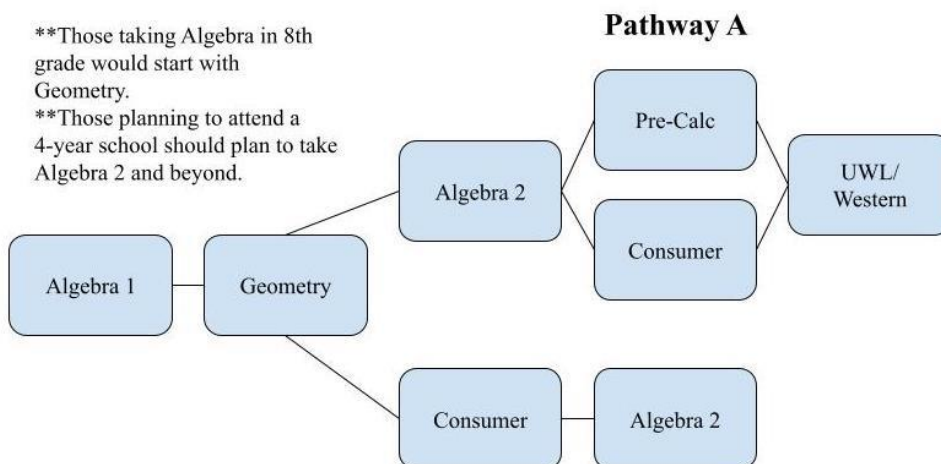 **Those taking Algebra in 8th
grade would start with
Geometry.
**Those planning to attend a
4-year school should plan to take
Algebra 2 and beyond.
Pathway A
Algebra 1
Geometry
Algebra 2
Pre-Calc
Consumer
UWL/
Western
Consumer
Algebra 2